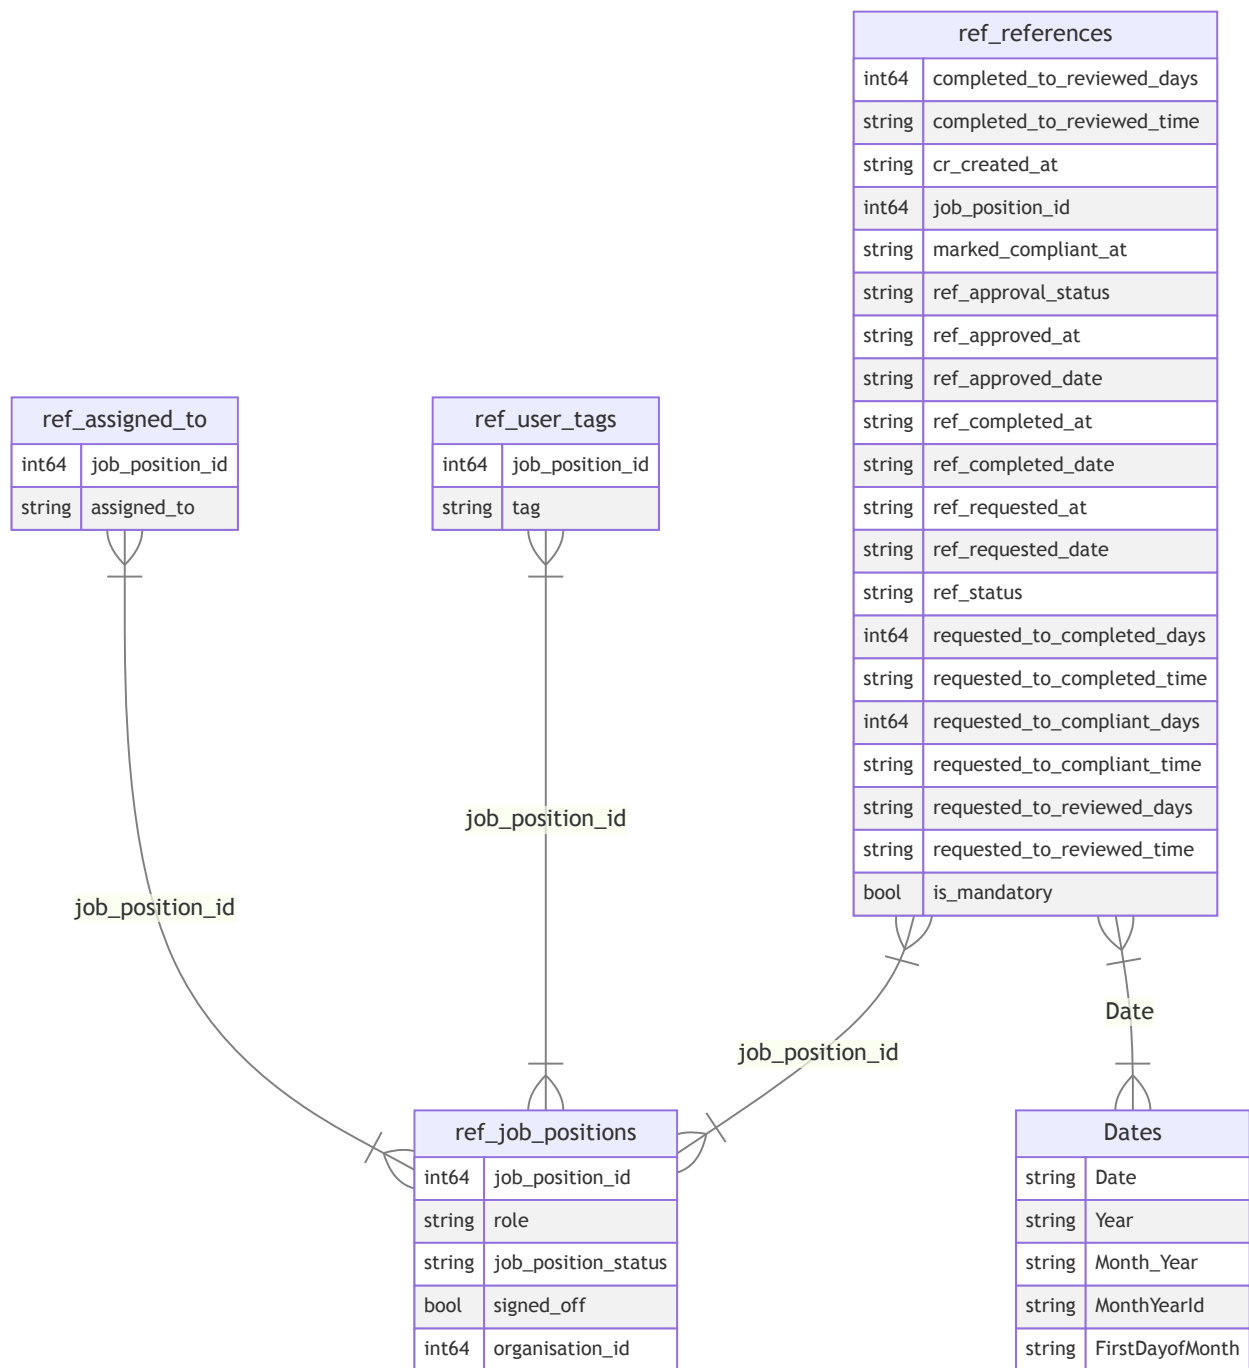 ref_references
int64 completed_to_reviewed_days
string completed_to_reviewed_time
string cr_created_at
int64 job_position_id
string marked_compliant_at
string ref_approval_status
string ref_approved_at
string ref_approved_date
string ref_completed_at
string ref_completed_date
string ref_requested_at
string ref_requested_date
string ref_status
int64 requested_to_completed_days
string requested_to_completed_time
int64 requested_to_compliant_days
string requested_to_compliant_time
string requested_to_reviewed_days
string requested_to_reviewed_time
bool is_mandatory
ref_assigned_to
int64 job_position_id
string assigned_to
ref_user_tags
int64 job_position_id
string tag
job_position_id
job_position_id
job_position_id
Date
ref_job_positions
int64 job_position_id
string role
string job_position_status
bool signed_off
int64 organisation_id
Dates
string Date
string Year
string Month_Year
string MonthYearId
string FirstDayofMonth